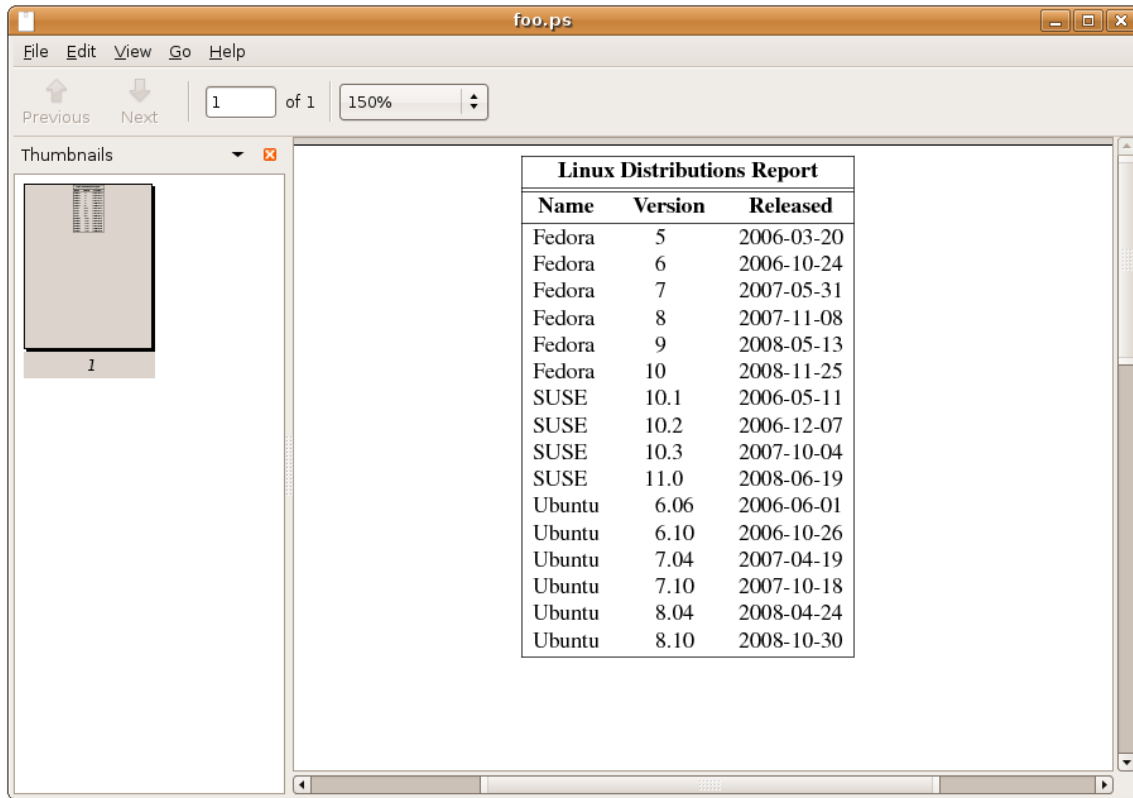 foo.ps
File Edit View Go Help
Previous Next 1 of 1 150%
Thumbnails
1
Linux Distributions Report
Name Version Released
Fedora 5 2006-03-20
Fedora 6 2006-10-24
Fedora 7 2007-05-31
Fedora 8 2007-11-08
Fedora 9 2008-05-13
Fedora 10 2008-11-25
SUSE 10.1 2006-05-11
SUSE 10.2 2006-12-07
SUSE 10.3 2007-10-04
SUSE 11.0 2008-06-19
Ubuntu 6.06 2006-06-01
Ubuntu 6.10 2006-10-26
Ubuntu 7.04 2007-04-19
Ubuntu 7.10 2007-10-18
Ubuntu 8.04 2008-04-24
Ubuntu 8.10 2008-10-30